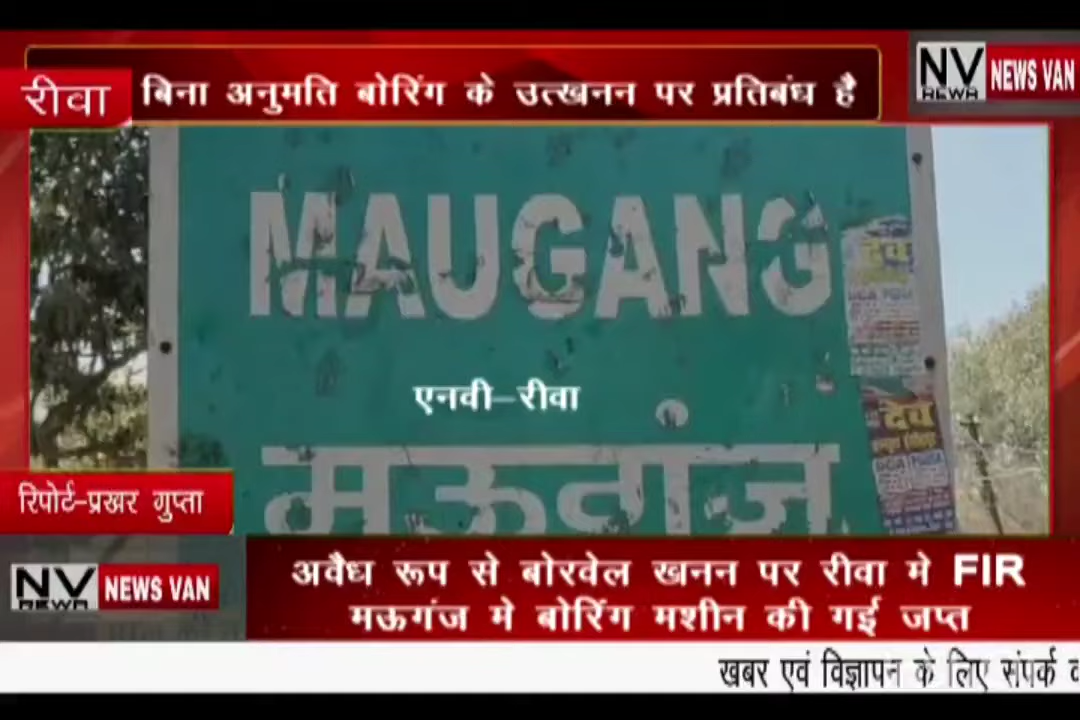 बिना अनुमति बोरिंग के उत्खनन पर प्रतिबंध है
रीवा
NV NEWS VAN
REWA
MAUGANG
देव
एनवी-रीवा
मऊगंज
देव
रिपोर्ट-प्रखर गुप्ता
NV NEWS VAN
REWA
अवैध रूप से बोरवेल खनन पर रीवा मे FIR
मऊगंज मे बोरिंग मशीन की गई जप्त
खबर एवं विज्ञापन के लिए संपर्क